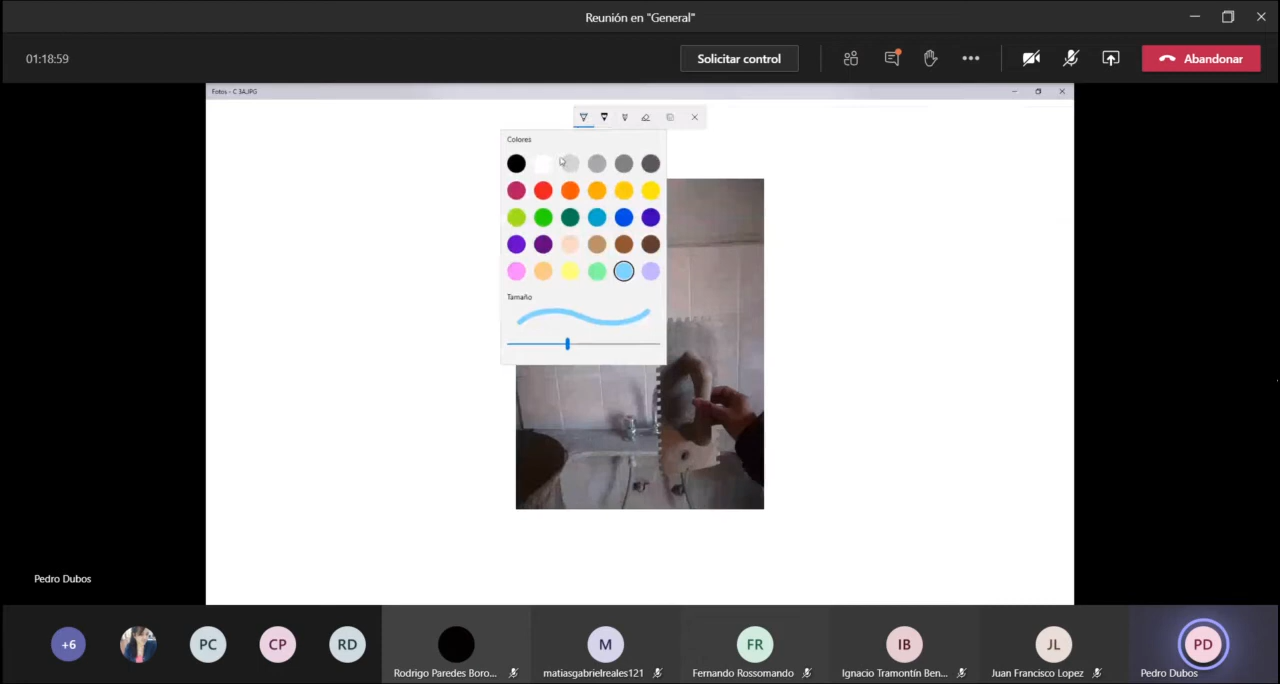 Reunión en "General"
01:18:59
Solicitar control
Abandonar
Fotos - C 34.JPG
Colores
Tamaño
Pedro Dubos
+6
PC
CP
RD
M
FR
IB
JL
PD
Rodrigo Paredes Boro...
matiasgabrielreales121
Fernando Rossomando
Ignacio Tramontín Ben...
Juan Francisco Lopez
Pedro Dubos